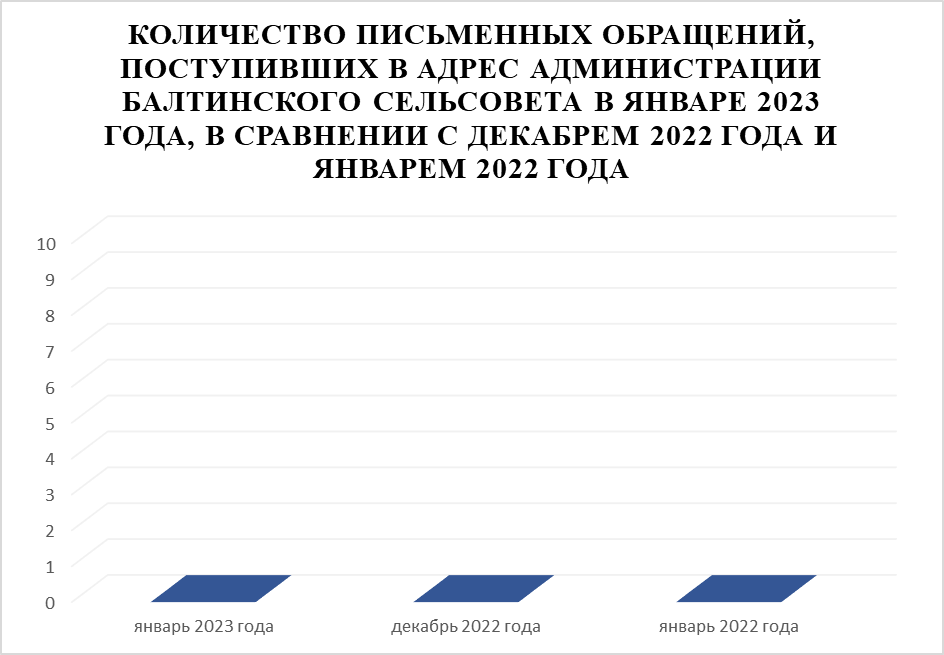 КОЛИЧЕСТВО ПИСЬМЕННЫХ ОБРАЩЕНИЙ,
ПОСТУПИВШИХ В АДРЕС АДМИНИСТРАЦИИ
БАЛТИНСКОГО СЕЛЬСОВЕТА В ЯНВАРЕ 2023
ГОДА, В СРАВНЕНИИ С ДЕКАБРЕМ 2022 ГОДА И
ЯНВАРЕМ 2022 ГОДА
10
9
8
7
6
5
4
3
2
1
0
январь 2023 года
декабрь 2022 года
январь 2022 года